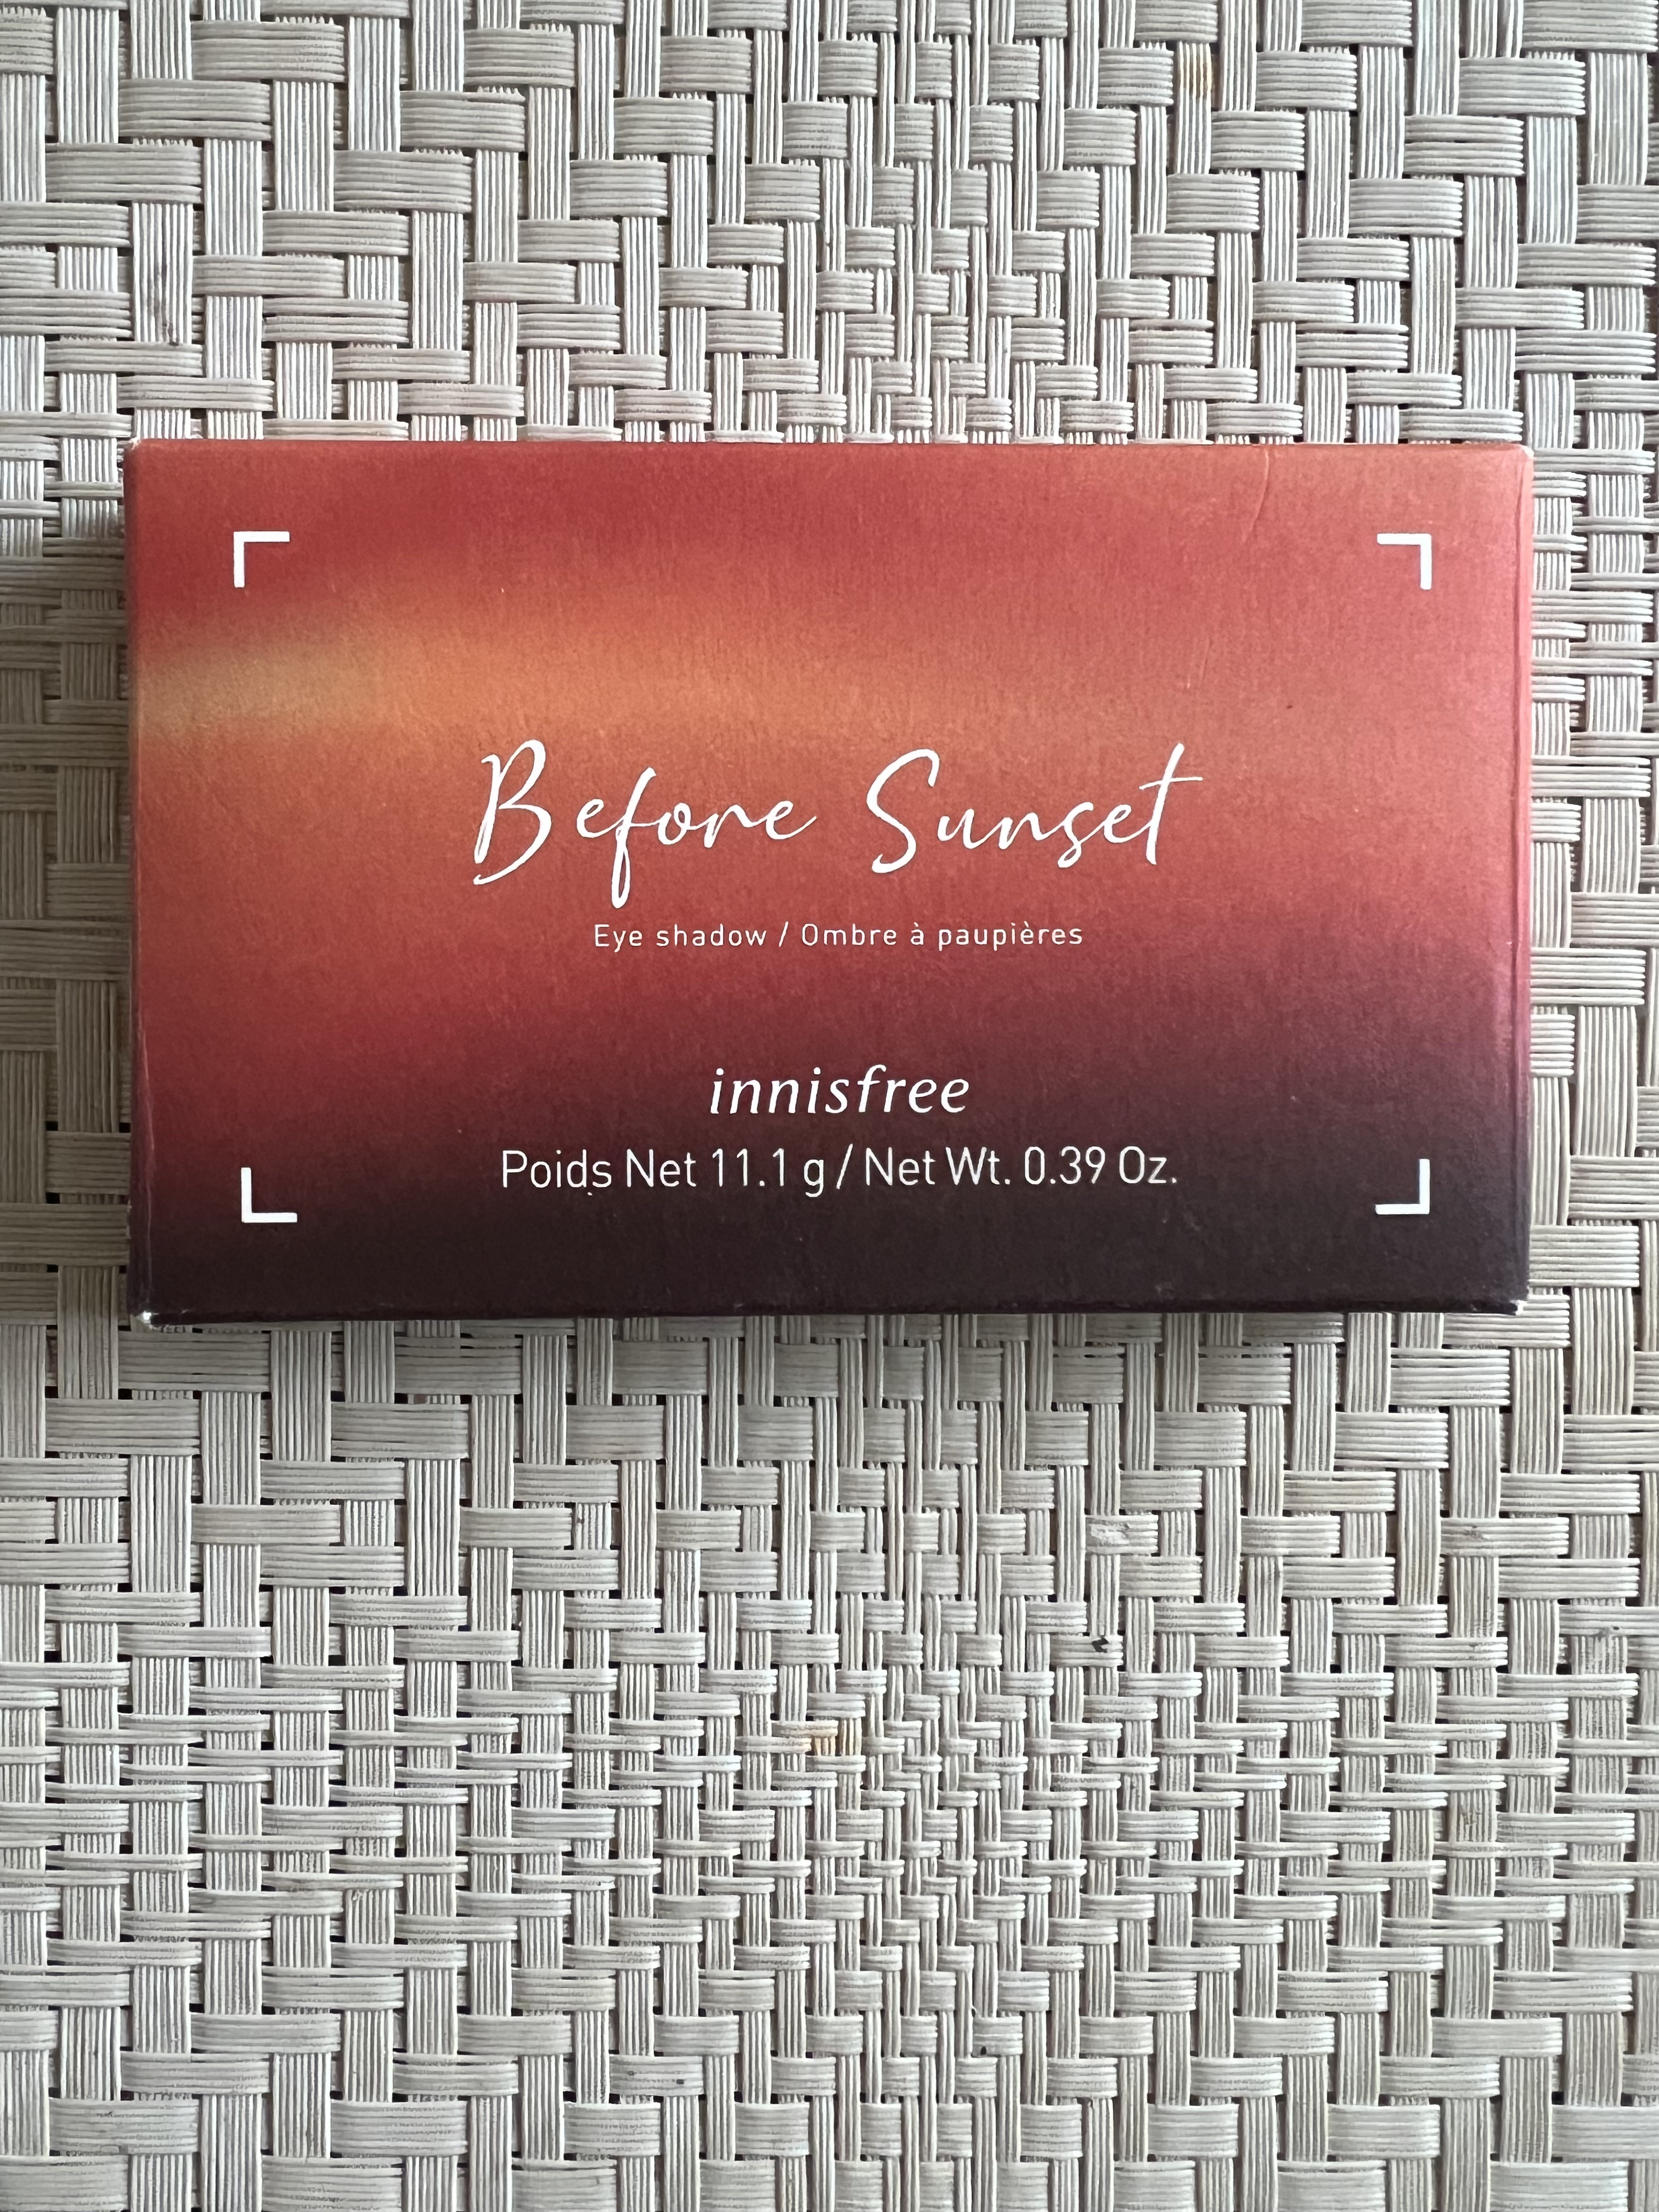 Before Sunset
Eye shadow / Ombre à paupières
innisfree
Poids Net 11.1 g / Net Wt. 0.39 Oz.